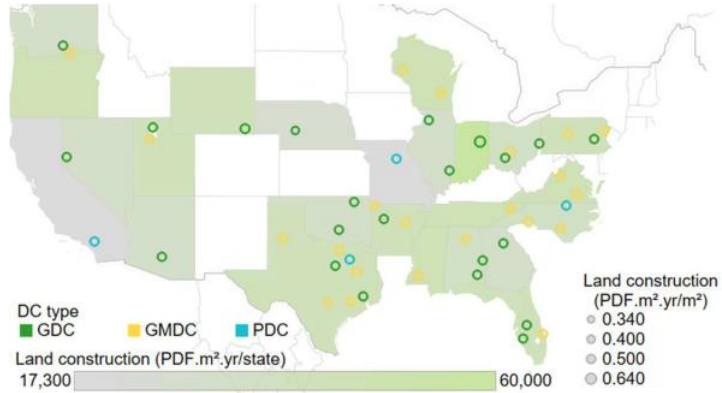 Land construction
(PDF.m².yr/m²)
0.340
0.400
0.500
0.640
DC type
GDC GMDC PDC
Land construction (PDF.m².yr/state)
17,300 60,000